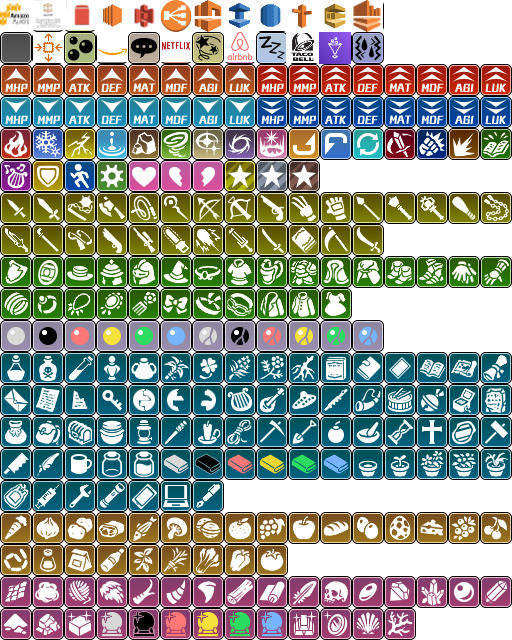 NETFLIX
airbnb
ZZZ
TACO
BELL
MHP MMP ATK DEF MAT MDF AGI LUK MHP MMP ATK DEF MAT MDF AGI LUK
MHP MMP ATK DEF MAT MDF AGI LUK MHP MMP ATK DEF MAT MDF AGI LUK